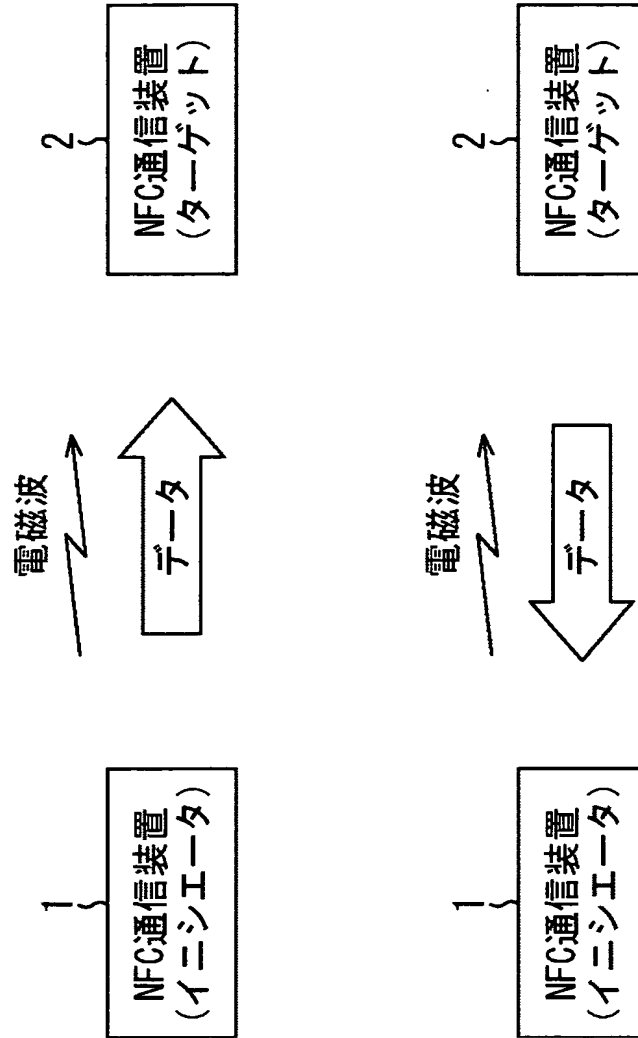 1
NFC通信装置
(イニシエータ)
電磁波
データ
2
NFC通信装置
(ターゲット)
1
NFC通信装置
(イニシエータ)
電磁波
データ
2
NFC通信装置
(ターゲット)